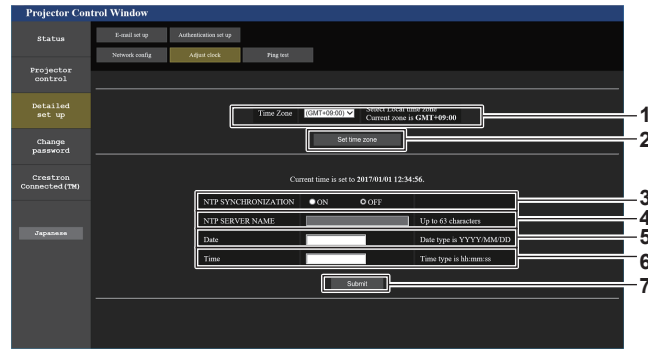 Projector Control Window
Status
E-mail set up
Authentication set up
Network config
Adjust clock
Ping test
Projector
control
Detailed
set up
Change
password
Crestron
Connected(TM)
Japanese
Time Zone
(GMT+09:00)
Select Local time zone
Current zone is GMT+09:00
1
Set time zone
2
Current time is set to 2017/01/01 12:34:56.
NTP SYNCHRONIZATION ON OFF
3
NTP SERVER NAME Up to 63 characters
4
Date Date type is YYYY/MM/DD
5
Time Time type is hh:mm:ss
6
Submit
7